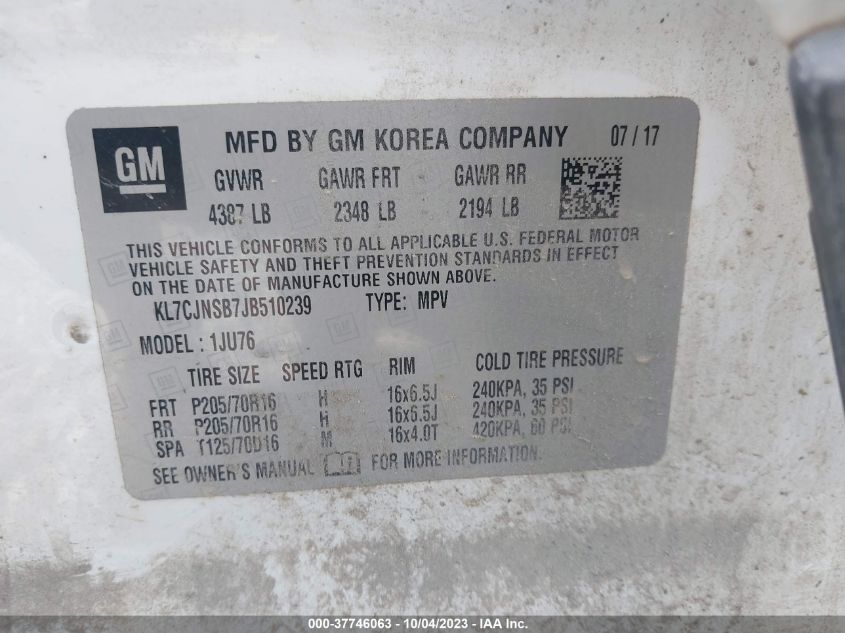 GM
MFD BY GM KOREA COMPANY 07/17
GVWR GAWR FRT GAWR RR
4387 LB 2348 LB 2194 LB
THIS VEHICLE CONFORMS TO ALL APPLICABLE U.S. FEDERAL MOTOR
VEHICLE SAFETY AND THEFT PREVENTION STANDARDS IN EFFECT
ON THE DATE OF MANUFACTURE SHOWN ABOVE.
KL7CJNSB7JB510239 TYPE: MPV
MODEL: 1JU76
TIRE SIZE SPEED RTG RIM COLD TIRE PRESSURE
FRT P205/70R16 H 16x6.5J 240KPA, 35 PSI
RR P205/70R16 H 16x6.5J 240KPA, 35 PSI
SPA T125/70D16 M 16x4.0T 420KPA, 60 PSI
SEE OWNER'S MANUAL FOR MORE INFORMATION.
000-37746063 - 10/04/2023 - IAA Inc.